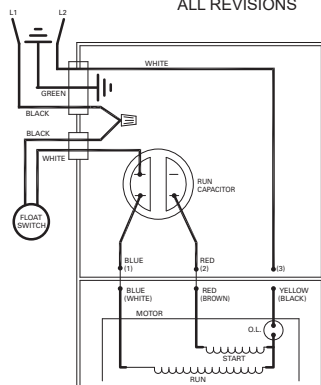 ALL REVISIONS
L1
L2
WHITE
GREEN
BLACK
BLACK
WHITE
FLOAT
SWITCH
RUN
CAPACITOR
BLUE
(1)
RED
(2)
(3)
BLUE
(WHITE)
RED
(BROWN)
YELLOW
(BLACK)
MOTOR
O.L.
START
RUN